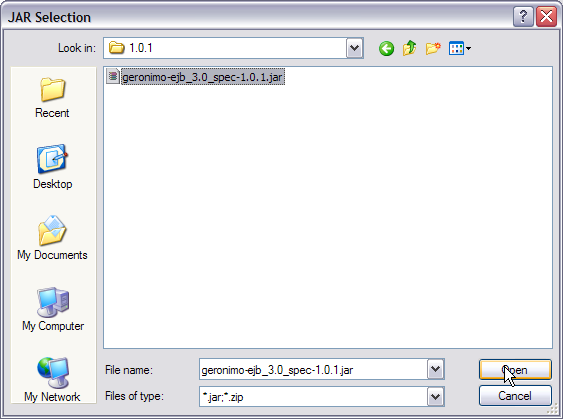 JAR Selection
Look in: 1.0.1
geronimo-ejb_3.0_spec-1.0.1.jar
Recent
Desktop
My Documents
My Computer
My Network
File name: geronimo-ejb_3.0_spec-1.0.1.jar
Open
Files of type: *.jar;*.zip
Cancel